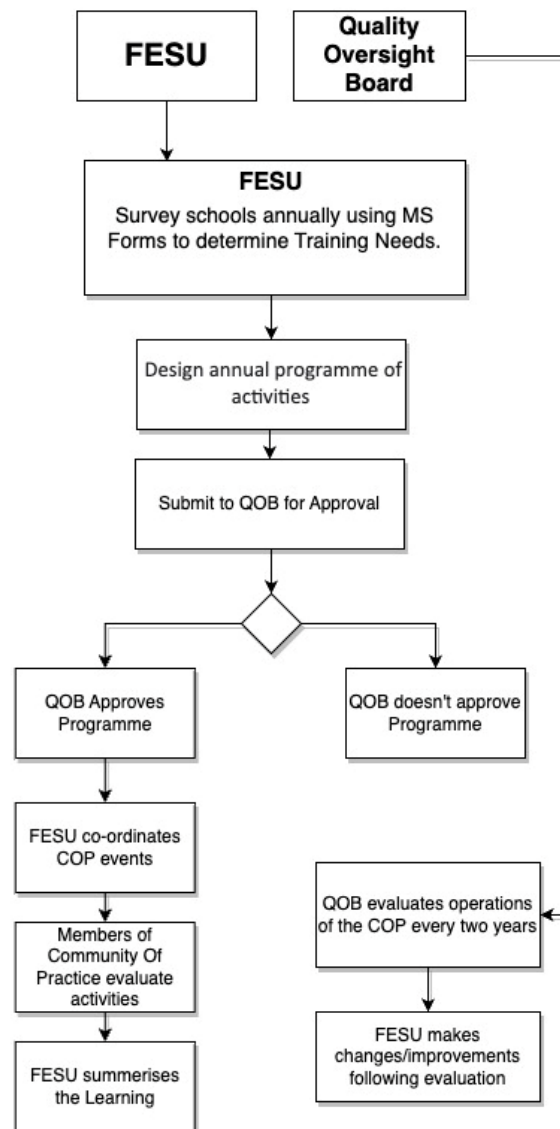 FESU
Quality
Oversight
Board
FESU
Survey schools annually using MS
Forms to determine Training Needs.
Design annual programme of
activities
Submit to QOB for Approval
QOB Approves
Programme
QOB doesn't approve
Programme
FESU co-ordinates
COP events
QOB evaluates operations
of the COP every two years
Members of
Community Of
Practice evaluate
activities
FESU summerises
the Learning
FESU makes
changes/improvements
following evaluation